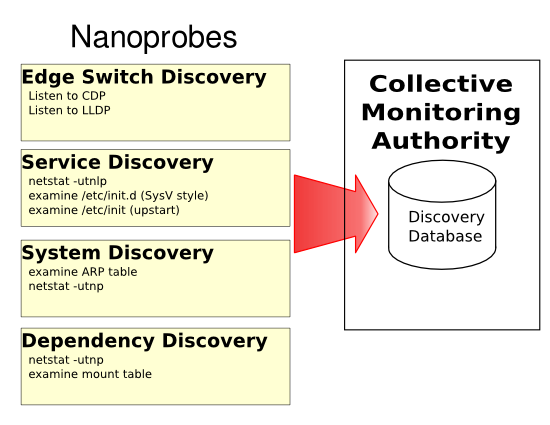 Nanoprobes
Edge Switch Discovery
Listen to CDP
Listen to LLDP
Service Discovery
netstat -utnlp
examine /etc/init.d (SysV style)
examine /etc/init (upstart)
System Discovery
examine ARP table
netstat -utnp
Dependency Discovery
netstat -utnp
examine mount table
Collective
Monitoring
Authority
Discovery
Database